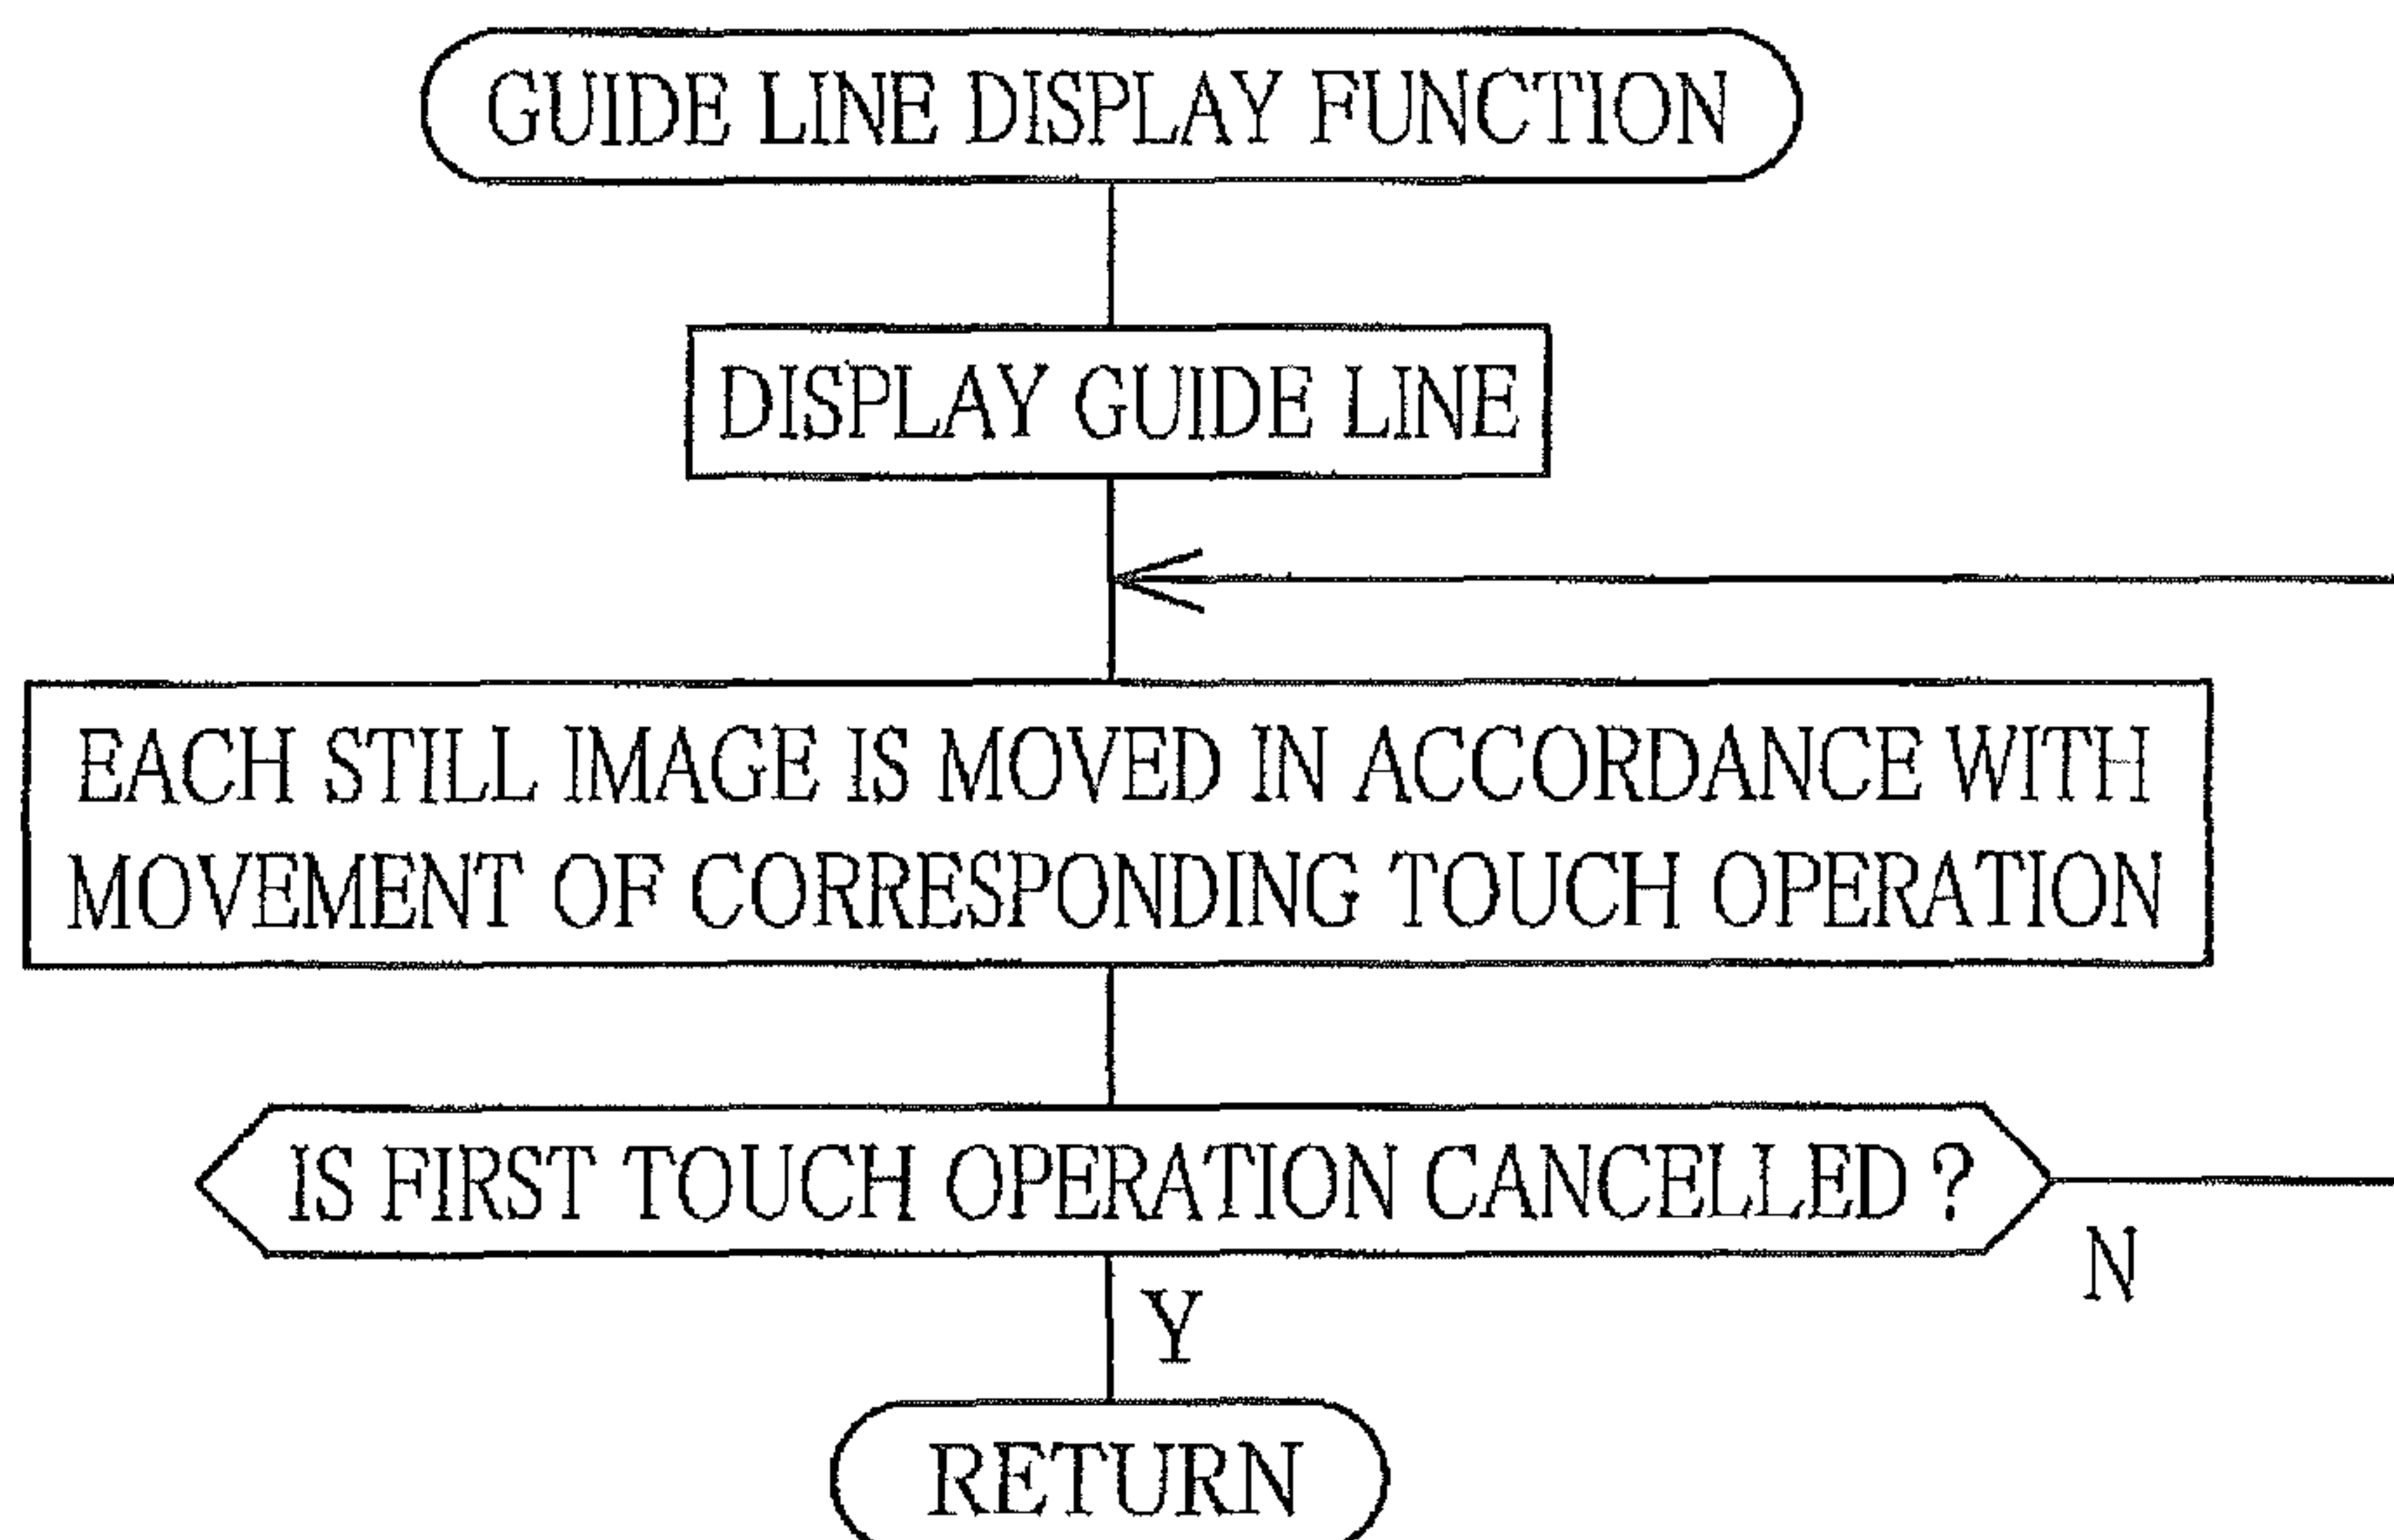 GUIDE LINE DISPLAY FUNCTION
DISPLAY GUIDE LINE
EACH STILL IMAGE IS MOVED IN ACCORDANCE WITH
MOVEMENT OF CORRESPONDING TOUCH OPERATION
IS FIRST TOUCH OPERATION CANCELLED ?
N
Y
RETURN